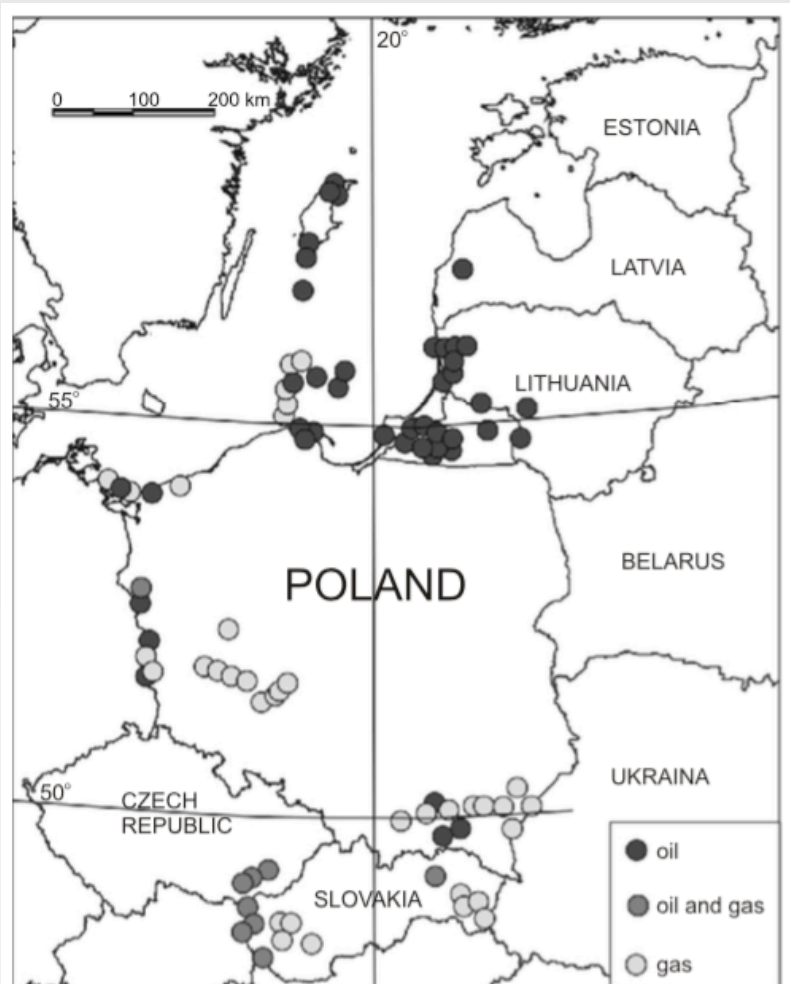 20°
0 100 200 km
ESTONIA
LATVIA
LITHUANIA
55°
BELARUS
POLAND
UKRAINA
50°
CZECH
REPUBLIC
SLOVAKIA
oil
oil and gas
gas